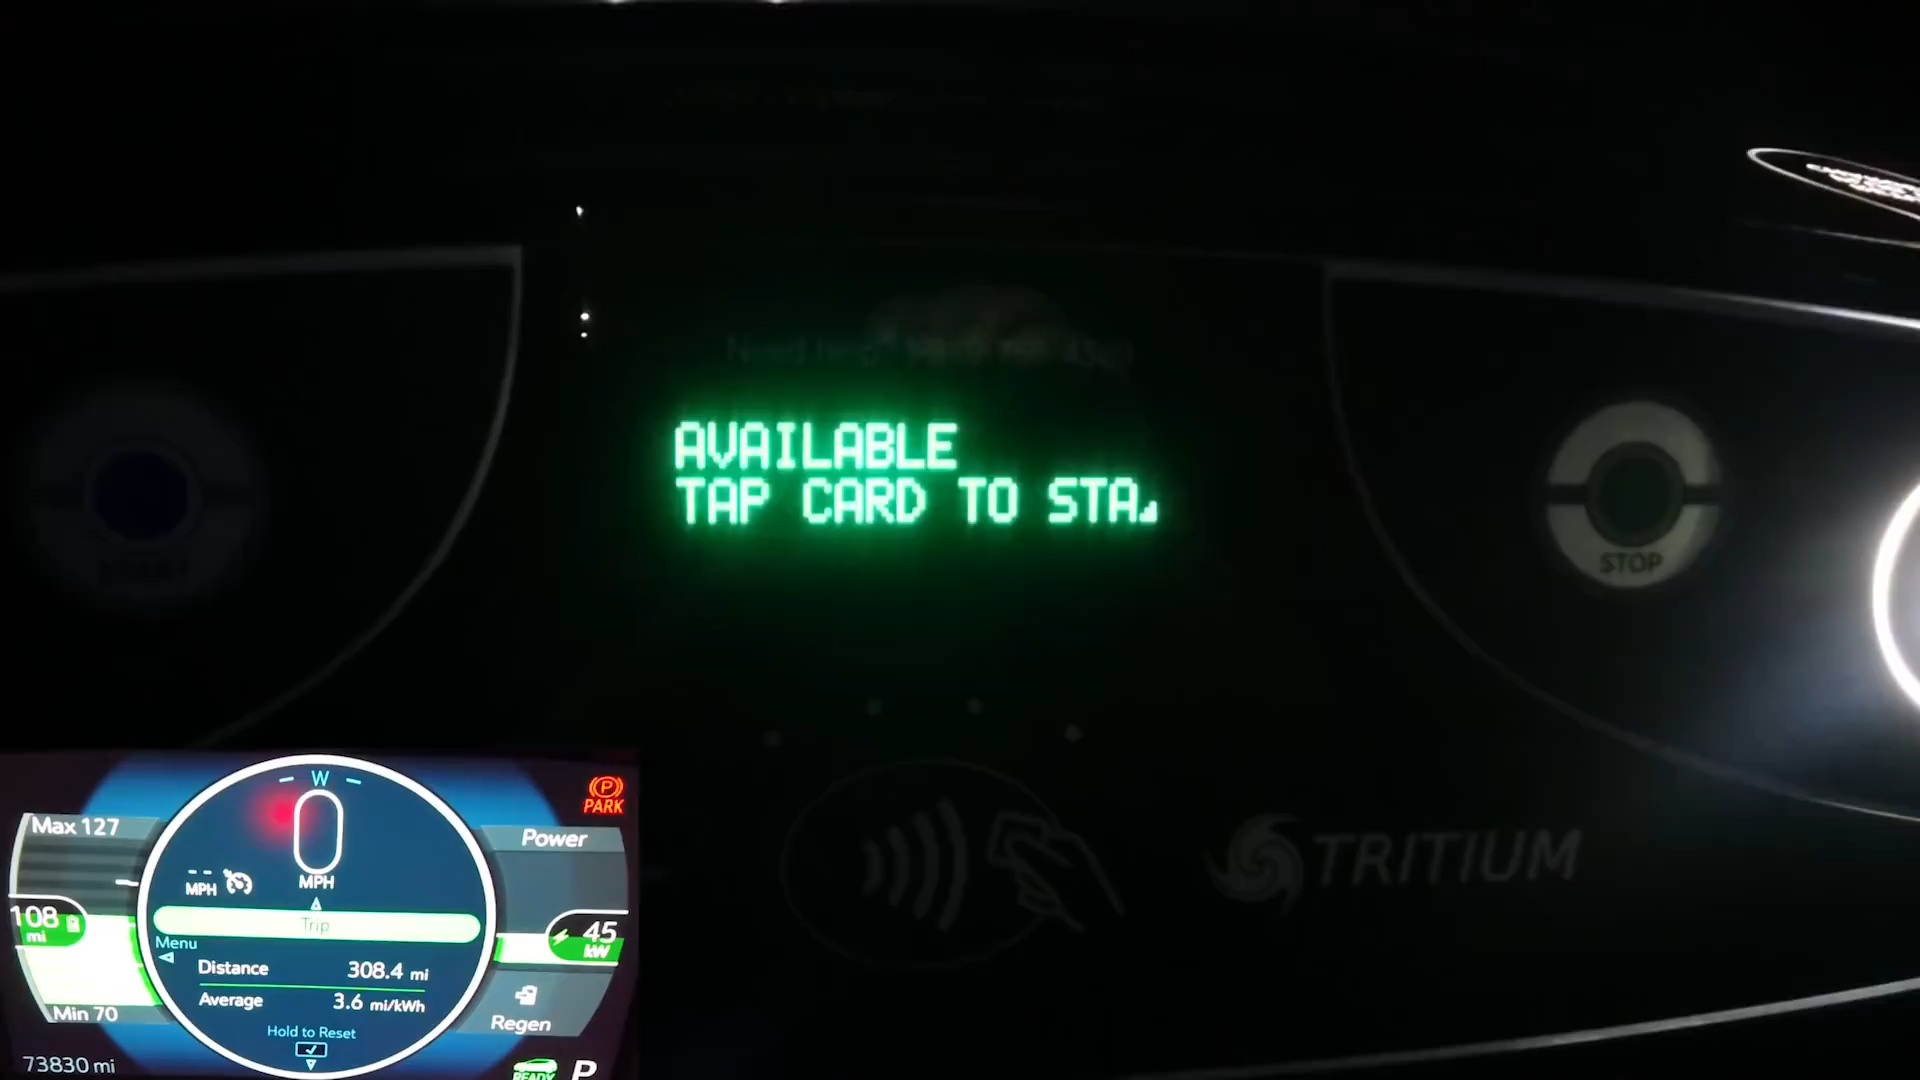 AVAILABLE
TAP CARD TO STA
STOP
TRITIUM
W
PARK
Max 127
Power
MPH
MPH
108
mi
Trip
45
kW
Menu
Distance 308.4 mi
Average 3.6 mi/kWh
Min 70
Regen
Hold to Reset
73830 mi
READY
P